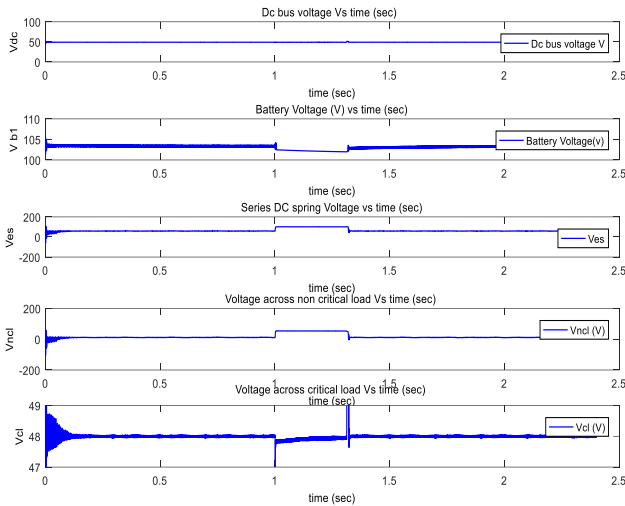 Dc bus voltage Vs time (sec)
100
50
0
Vdc
Dc bus voltage V
0 0.5 1 1.5 2 2.5
time (sec)
Battery Voltage (V) vs time (sec)
110
105
100
V b1
Battery Voltage(v)
0 0.5 1 1.5 2 2.5
time (sec)
Series DC spring Voltage vs time (sec)
200
0
-200
Ves
Ves
0 0.5 1 1.5 2 2.5
time (sec)
Voltage across non critical load Vs time (sec)
200
0
-200
Vncl
Vncl (V)
0 0.5 1 1.5 2 2.5
time (sec)
Voltage across critical load Vs time (sec)
49
48
47
Vcl
Vcl (V)
0 0.5 1 1.5 2 2.5
time (sec)